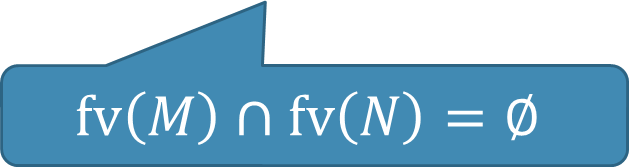 fv(𝑀) ∩ fv(𝑁) = ∅